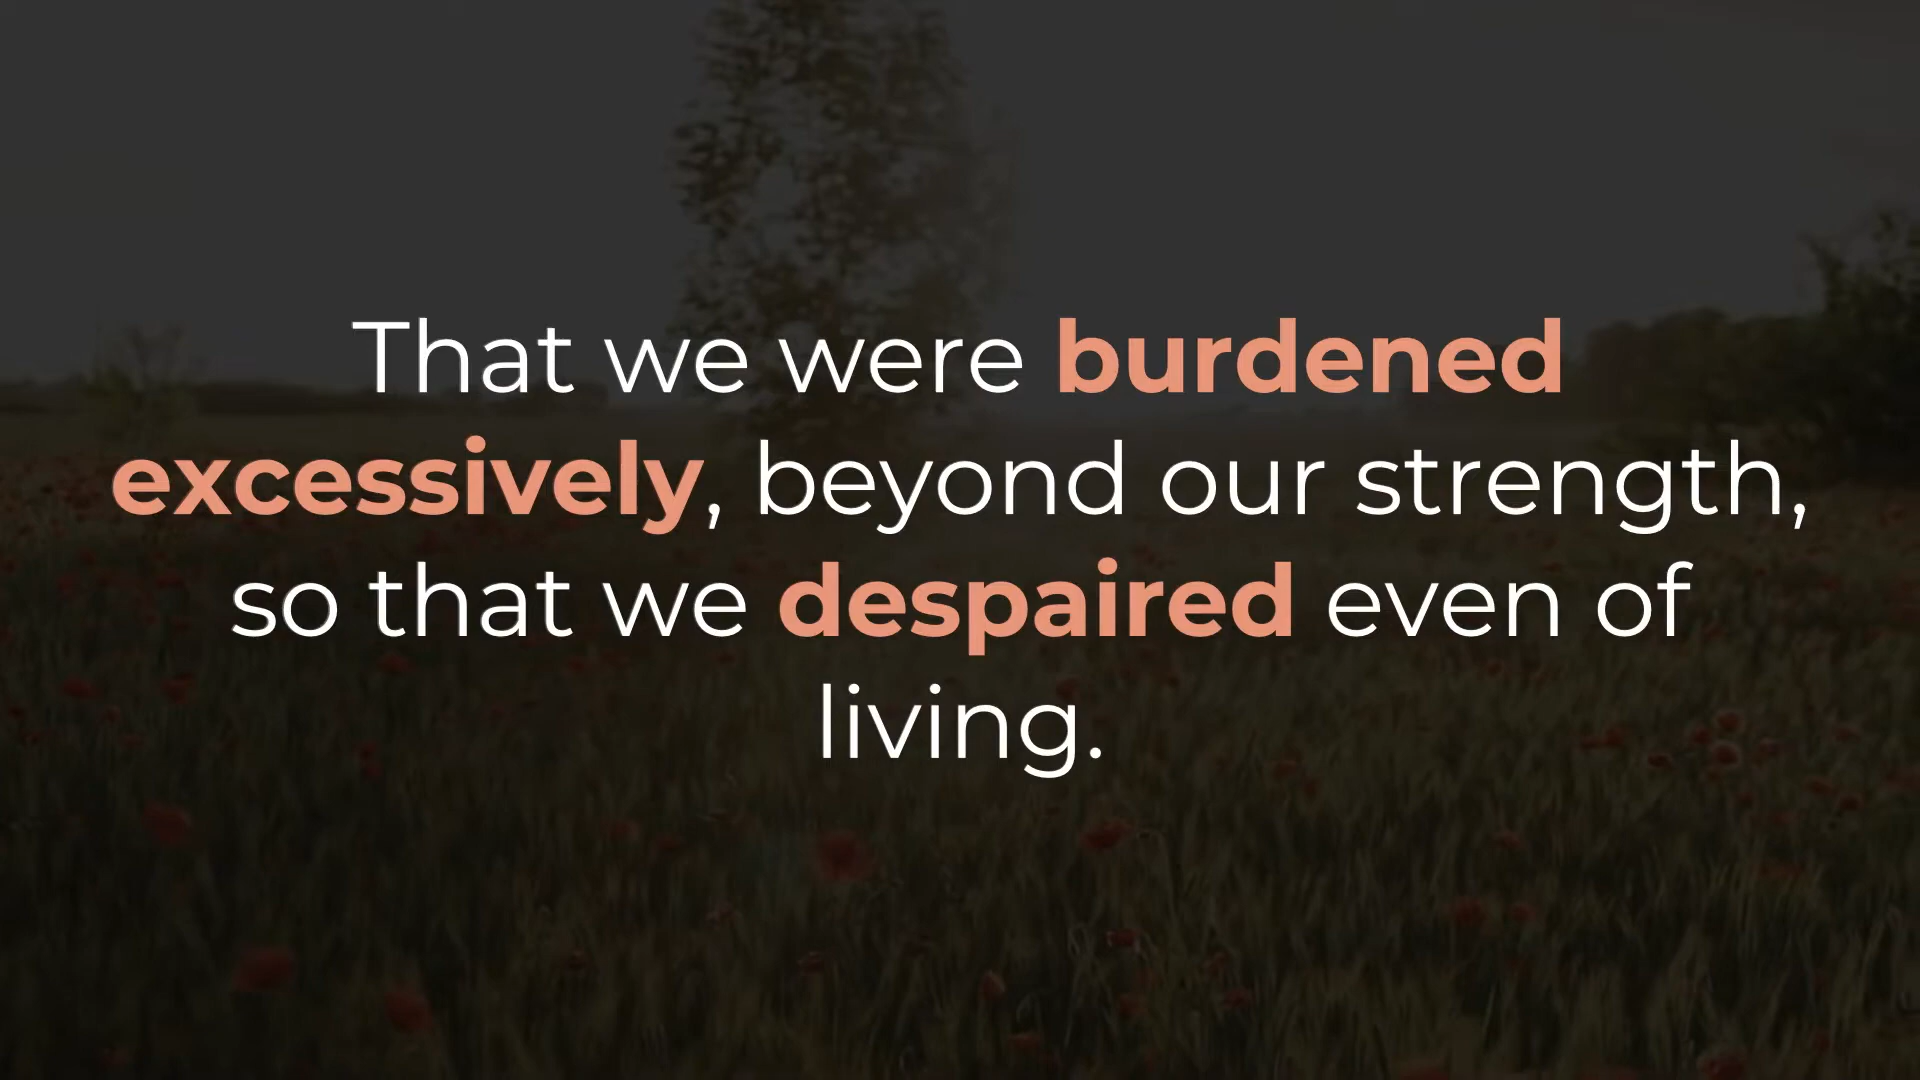 That we were burdened
excessively, beyond our strength,
so that we despaired even of
living.